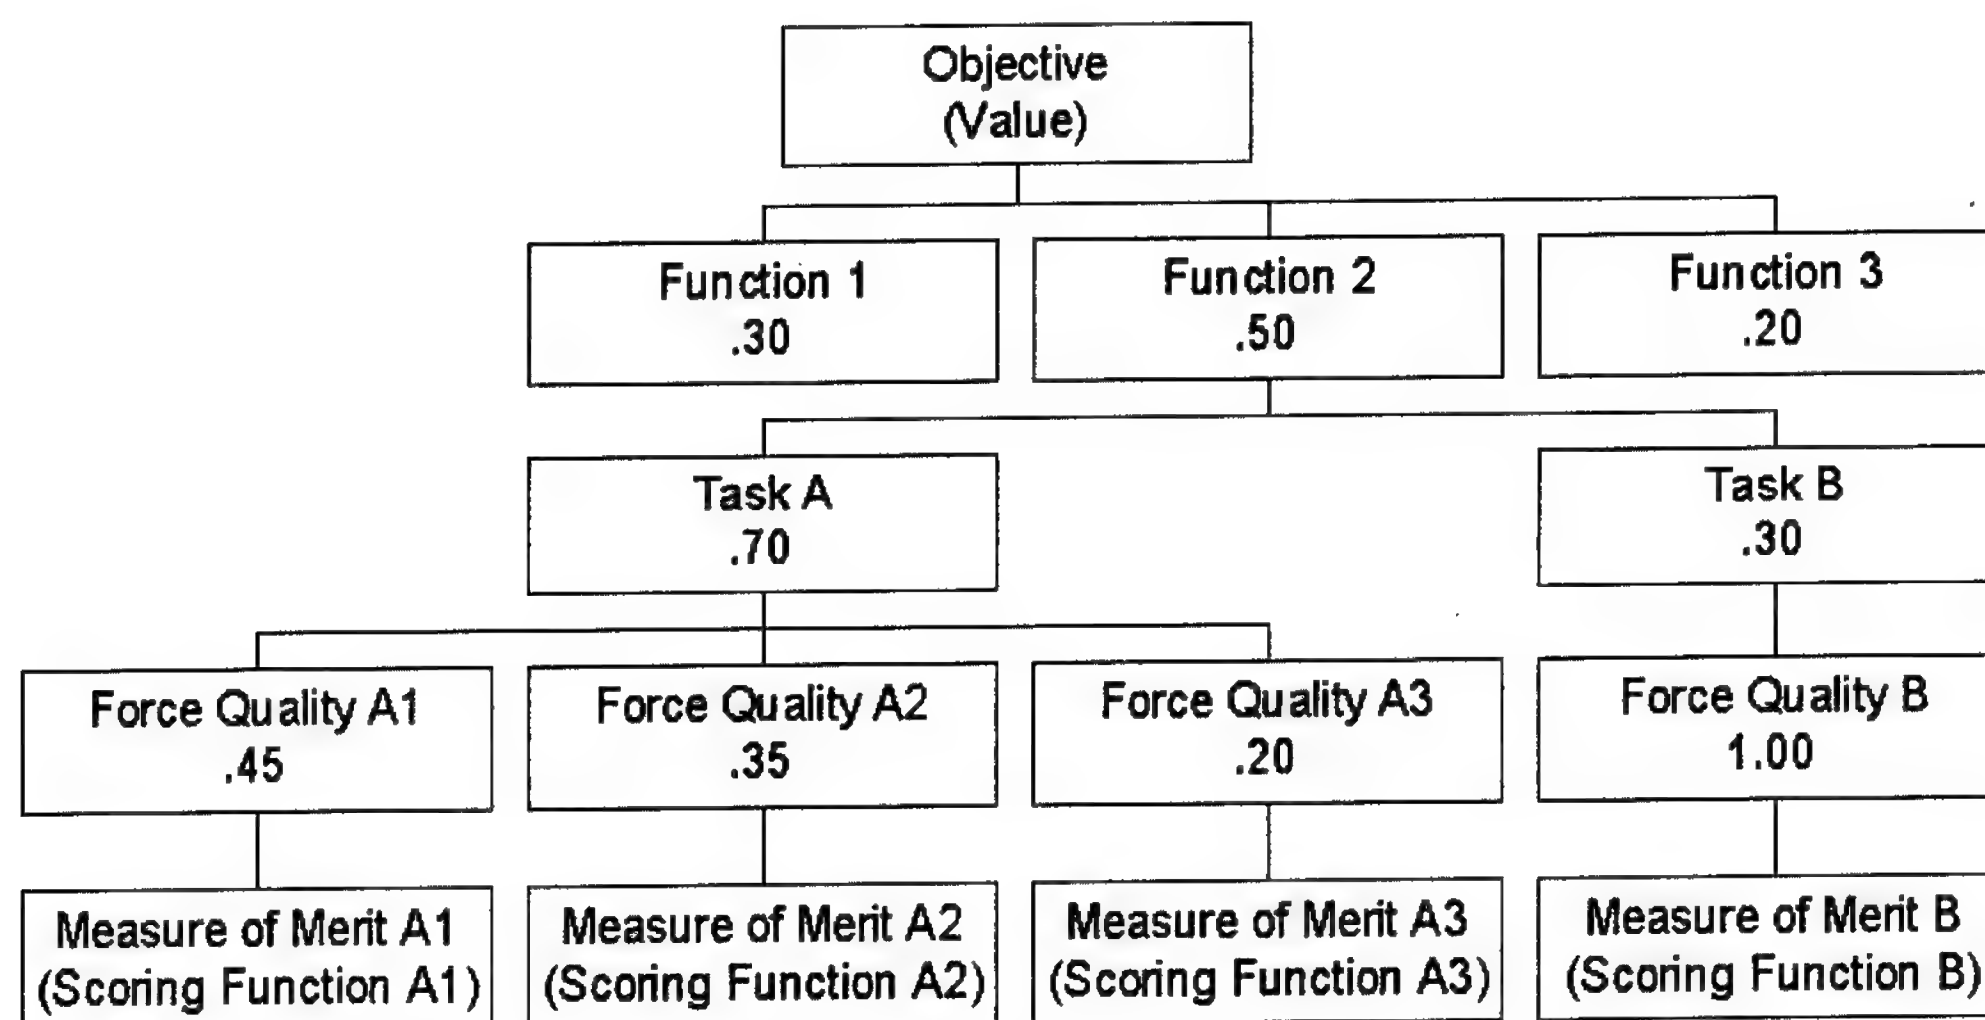 Objective
(Value)
Function 1
.30
Function 2
.50
Function 3
.20
Task A
.70
Task B
.30
Force Quality A1
.45
Force Quality A2
.35
Force Quality A3
.20
Force Quality B
1.00
Measure of Merit A1
(Scoring Function A1)
Measure of Merit A2
(Scoring Function A2)
Measure of Merit A3
(Scoring Function A3)
Measure of Merit B
(Scoring Function B)